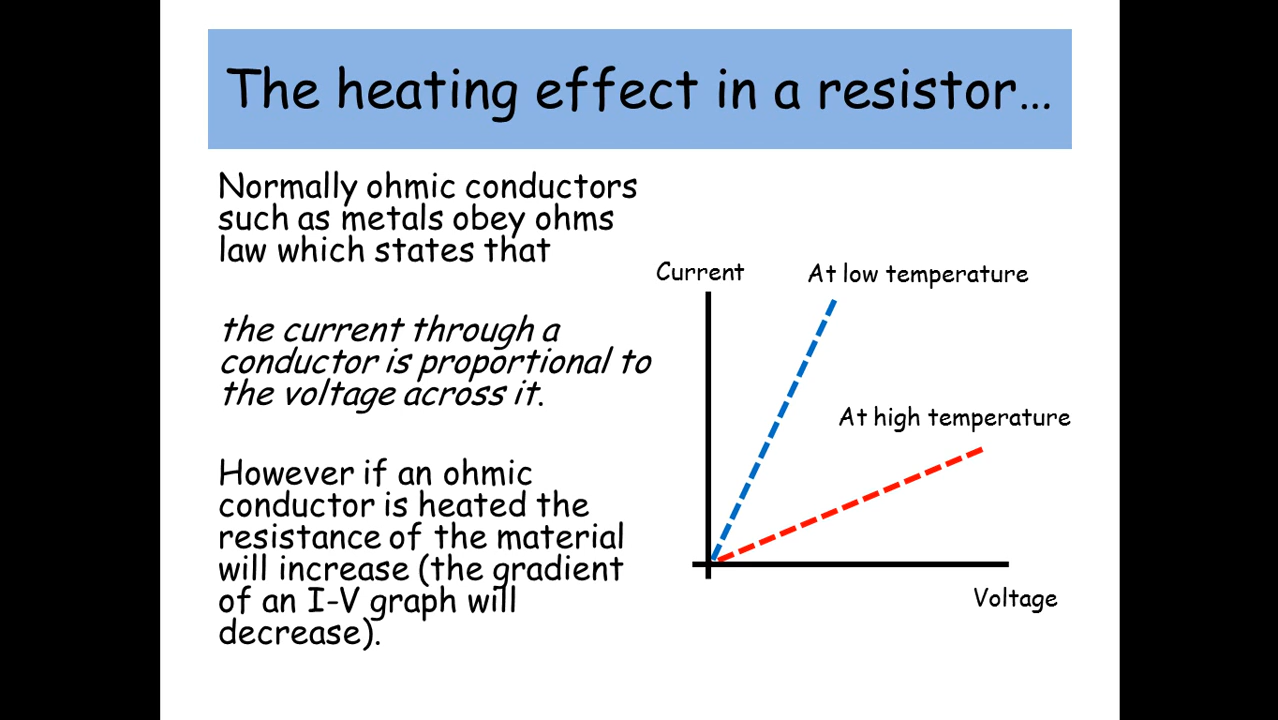 The heating effect in a resistor…
Normally ohmic conductors
such as metals obey ohms
law which states that
the current through a
conductor is proportional to
the voltage across it.
However if an ohmic
conductor is heated the
resistance of the material
will increase (the gradient
of an I-V graph will
decrease).
Current
At low temperature
At high temperature
Voltage